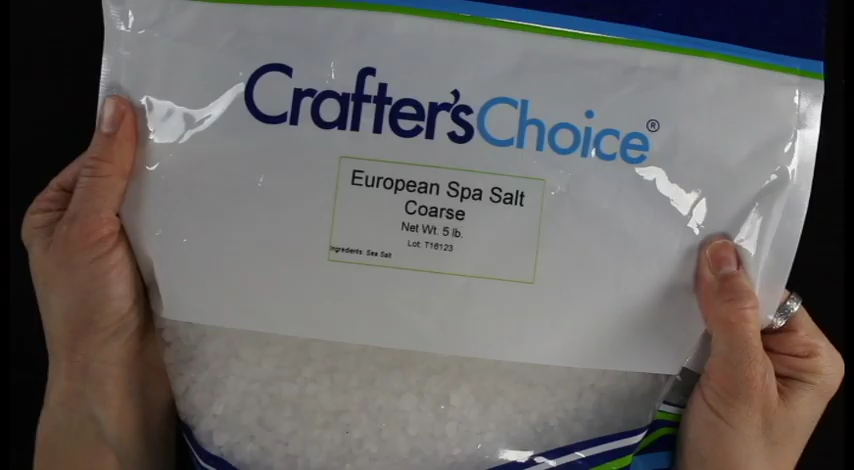 Crafter'sChoice®
European Spa Salt
Coarse
Net Wt. 5 lb.
Lot: T16123
Ingredients: Sea Salt